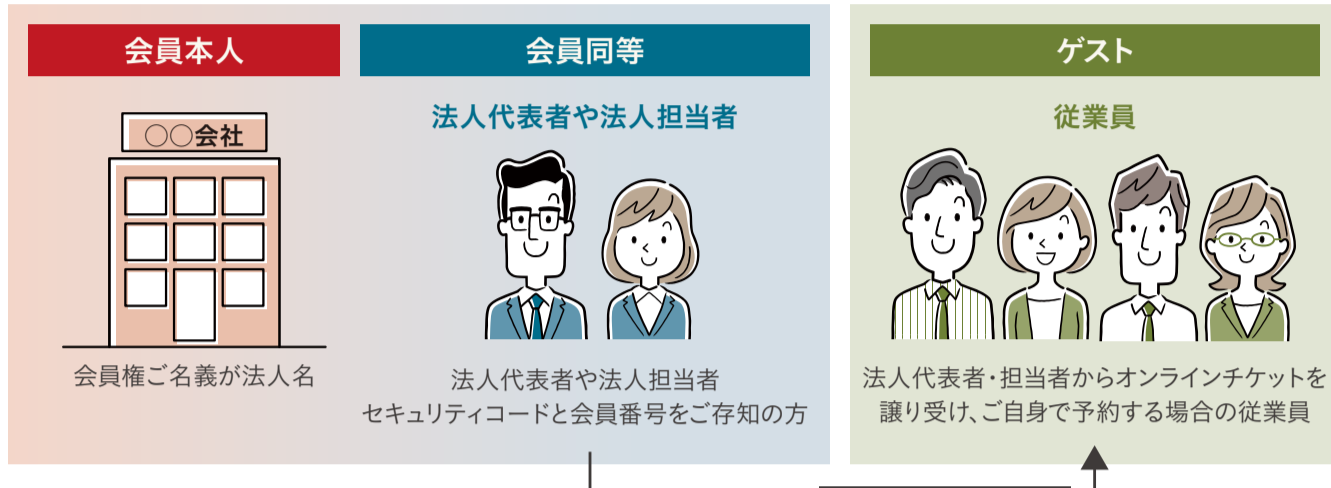 会員本人
○○会社
会員権ご名義が法人名
会員同等
法人代表者や法人担当者
法人代表者や法人担当者
セキュリティコードと会員番号をご存知の方
ゲスト
従業員
法人代表者・担当者からオンラインチケットを
譲り受け、ご自身で予約する場合の従業員